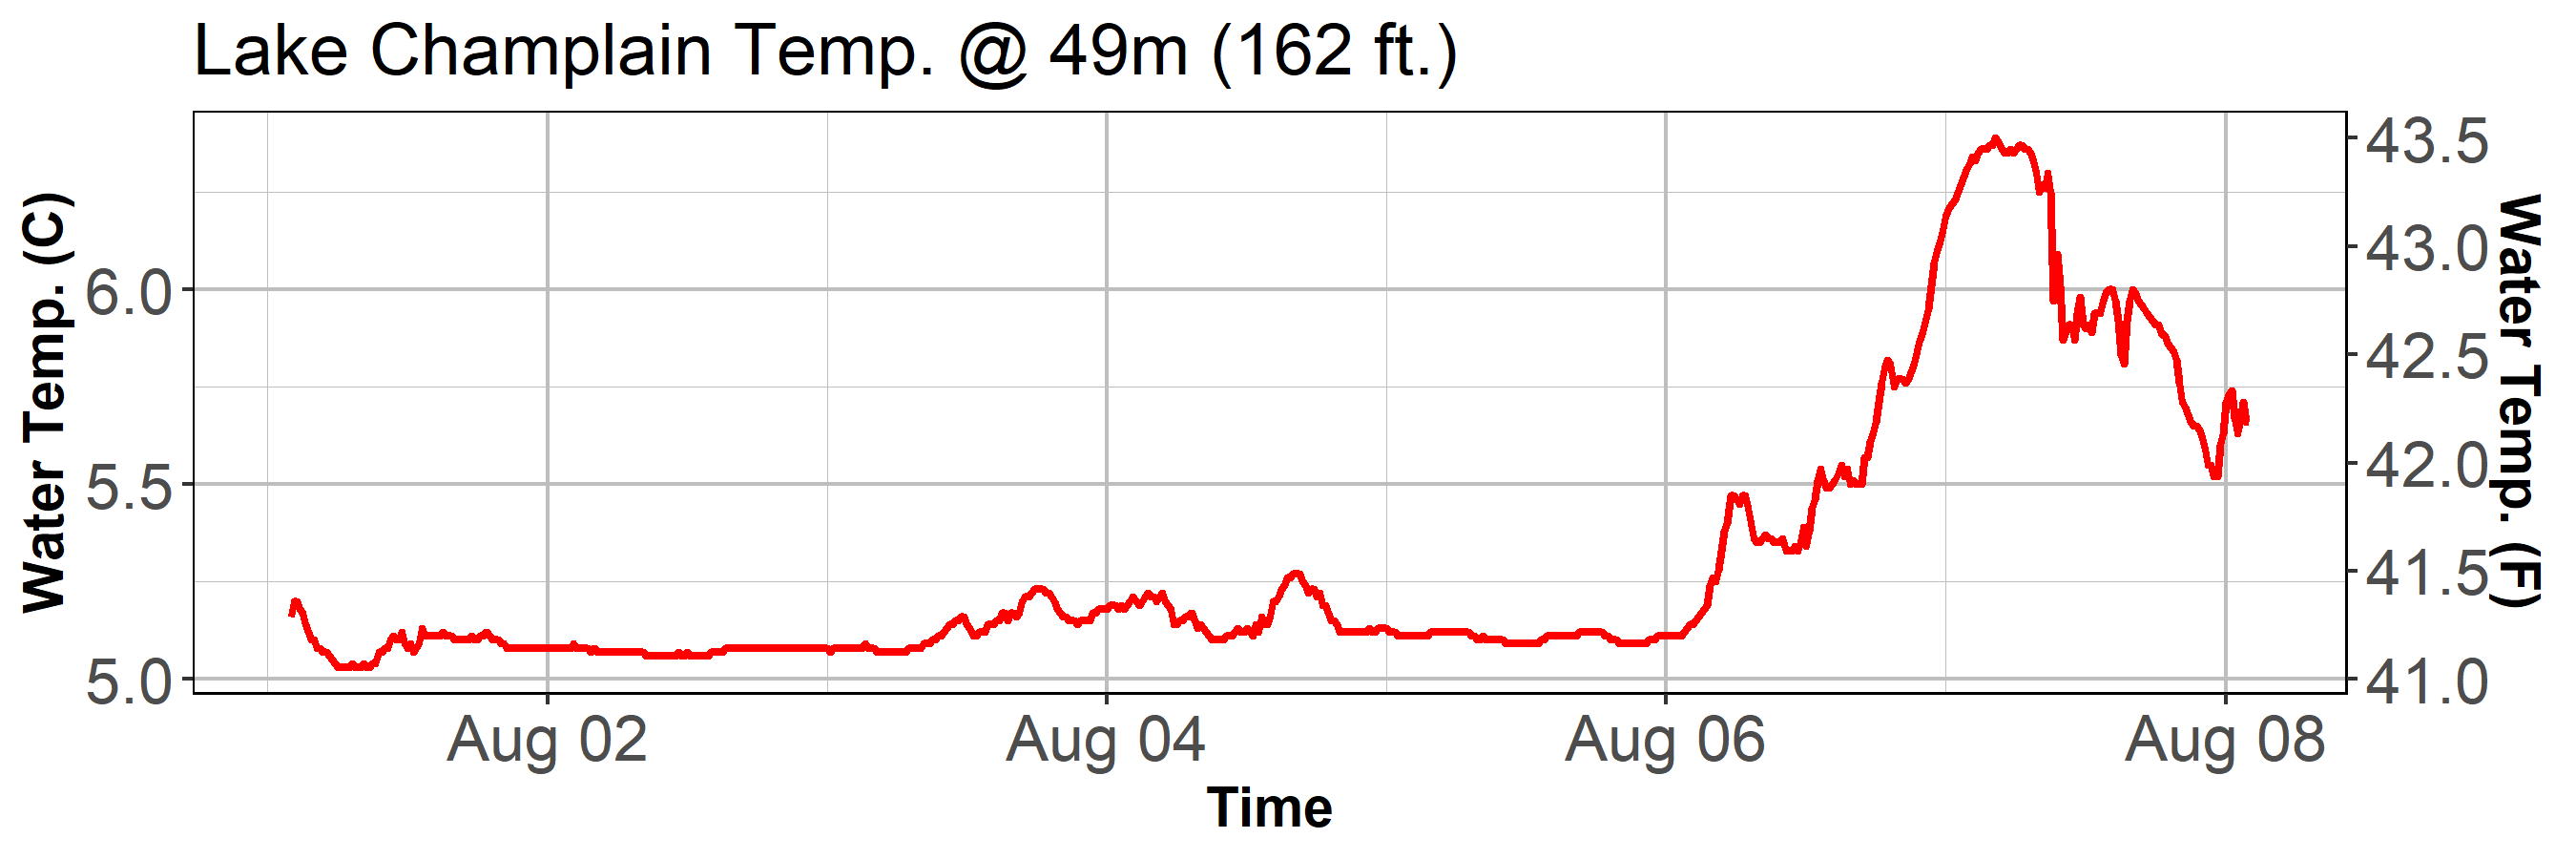 Lake Champlain Temp. @ 49m (162 ft.)
Water Temp. (C)
6.0
5.5
5.0
43.5
43.0
42.5
42.0
41.5
41.0
Water Temp. (F)
Aug 02 Aug 04 Aug 06 Aug 08
Time